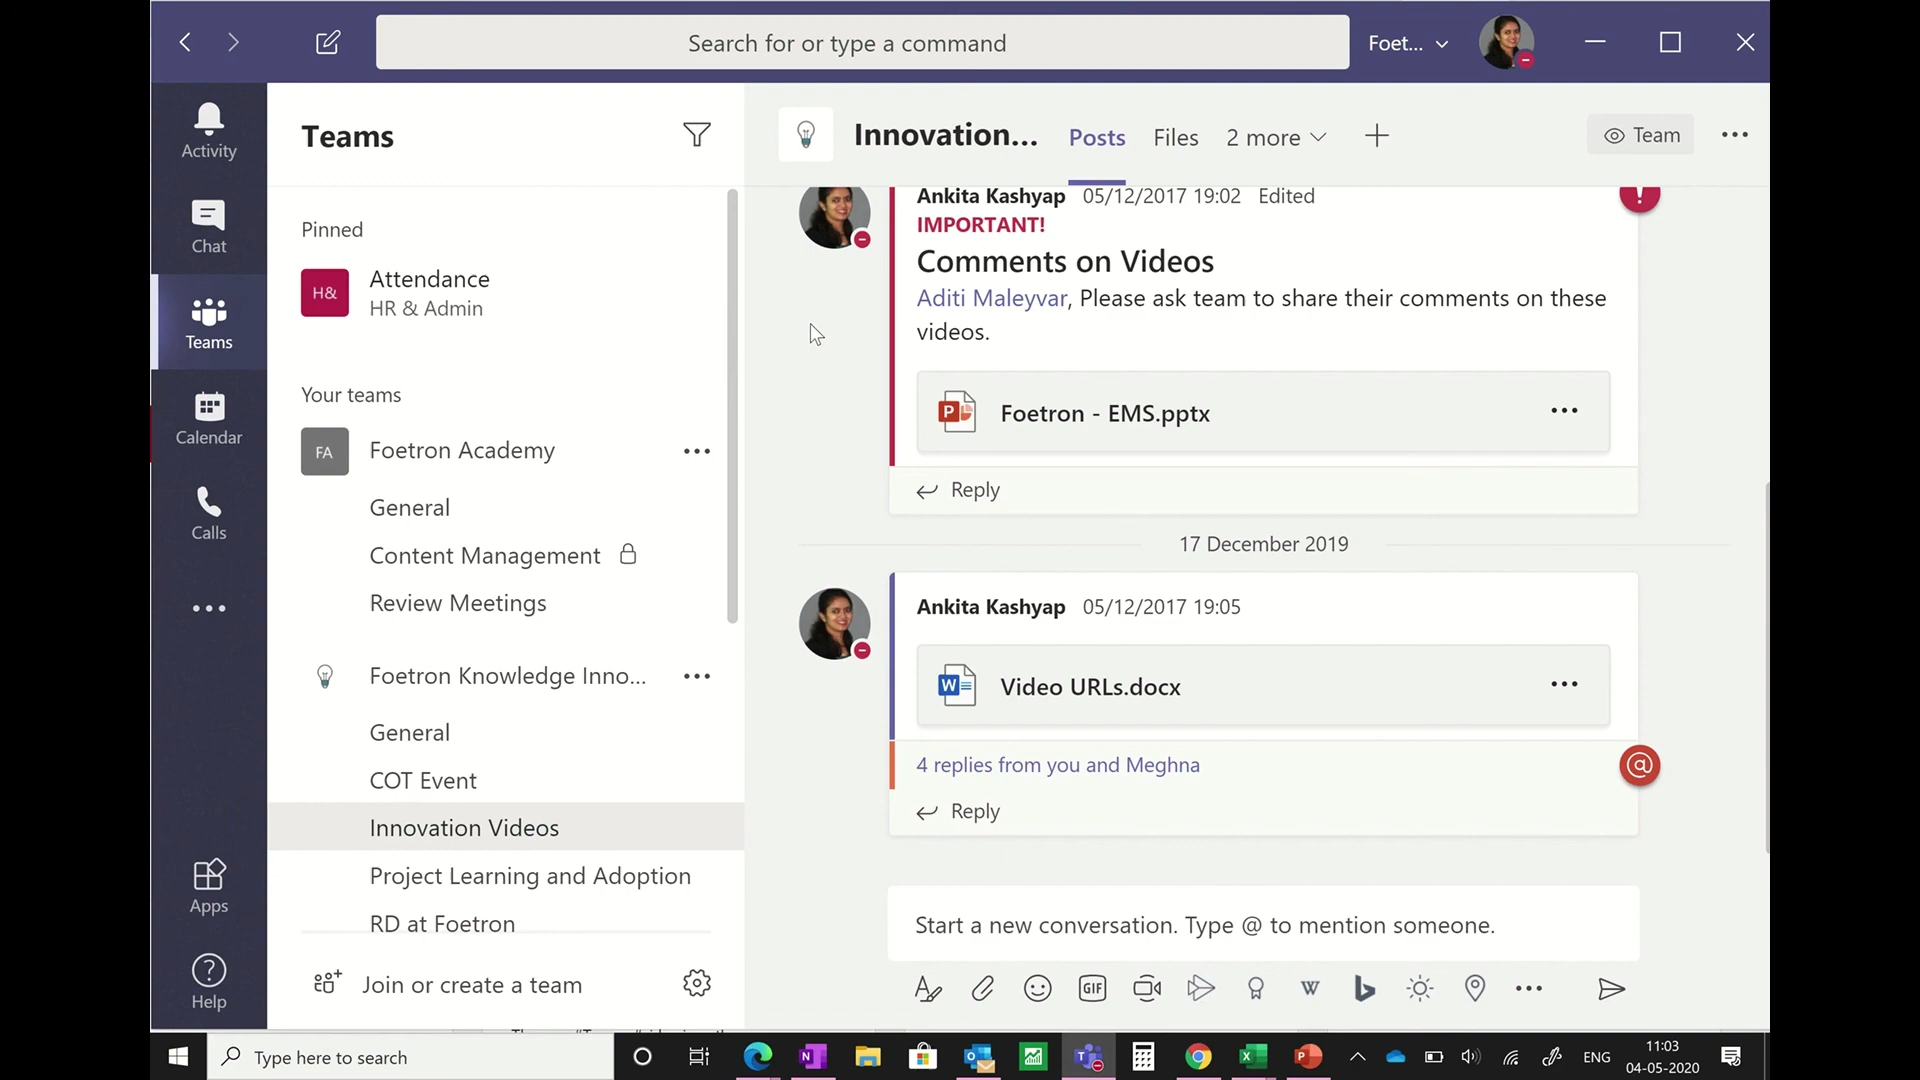 Search for or type a command
Foet...
Activity
Chat
Teams
Calendar
Calls
Apps
Help
Teams
Pinned
H&
Attendance
HR & Admin
Your teams
FA
Foetron Academy
General
Content Management
Review Meetings
Foetron Knowledge Inno...
General
COT Event
Innovation Videos
Project Learning and Adoption
RD at Foetron
Join or create a team
Innovation...
Posts
Files
2 more
Team
Ankita Kashyap 05/12/2017 19:02 Edited
IMPORTANT!
Comments on Videos
Aditi Maleyvar, Please ask team to share their comments on these
videos.
Foetron - EMS.pptx
Reply
17 December 2019
Ankita Kashyap 05/12/2017 19:05
Video URLs.docx
4 replies from you and Meghna
Reply
Start a new conversation. Type @ to mention someone.
GIF
Type here to search
ENG
11:03
04-05-2020